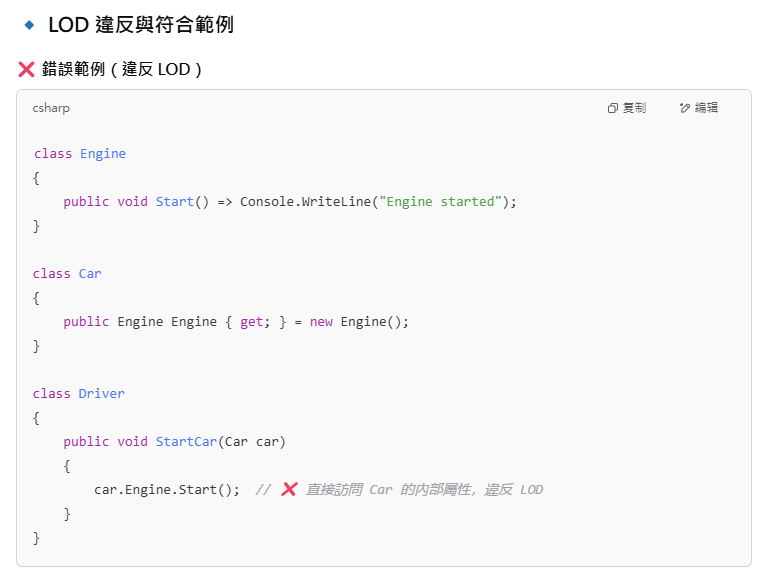 LOD 違反與符合範例
❌ 錯誤範例（違反 LOD）
csharp
复制 编辑
class Engine
{
    public void Start() => Console.WriteLine("Engine started");
}
class Car
{
    public Engine Engine { get; } = new Engine();
}
class Driver
{
    public void StartCar(Car car)
    {
        car.Engine.Start();  // ❌ 直接訪問 Car 的內部屬性，違反 LOD
    }
}